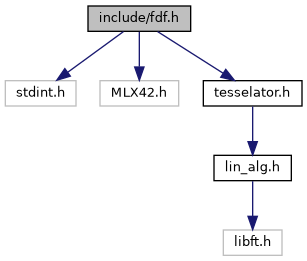 include/fdf.h
stdint.h
MLX42.h
tesselator.h
lin_alg.h
libft.h